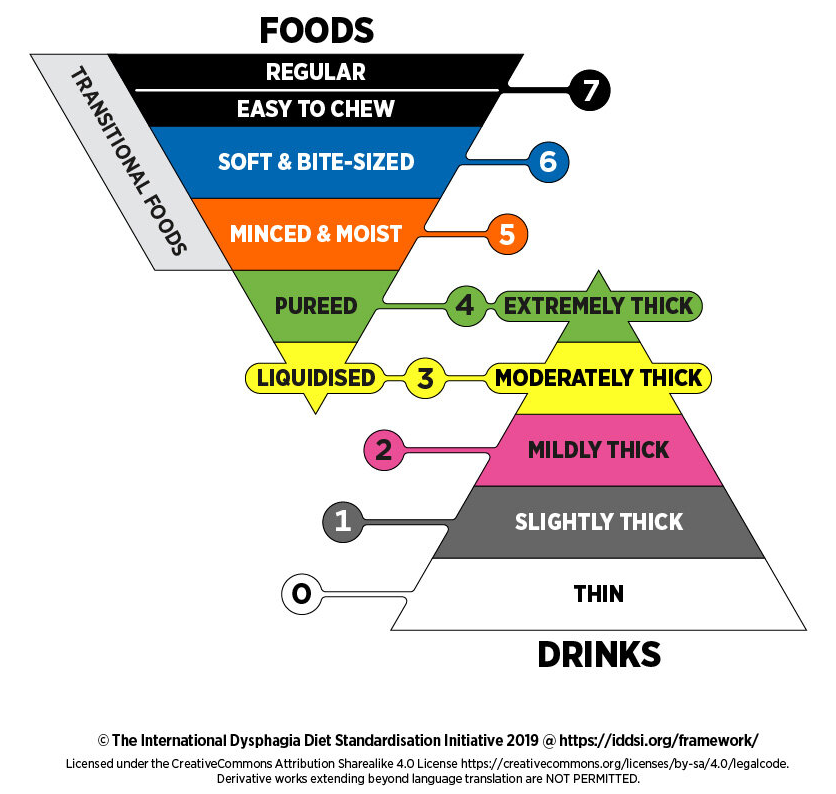 FOODS
TRANSITIONAL FOODS
REGULAR
7
EASY TO CHEW
SOFT & BITE-SIZED
6
MINCED & MOIST
5
PUREED
4
EXTREMELY THICK
LIQUIDISED
3
MODERATELY THICK
2
MILDLY THICK
1
SLIGHTLY THICK
0
THIN
DRINKS
© The International Dysphagia Diet Standardisation Initiative 2019 @ https://iddsi.org/framework/
Licensed under the CreativeCommons Attribution Sharealike 4.0 License https://creativecommons.org/licenses/by-sa/4.0/legalcode.
Derivative works extending beyond language translation are NOT PERMITTED.